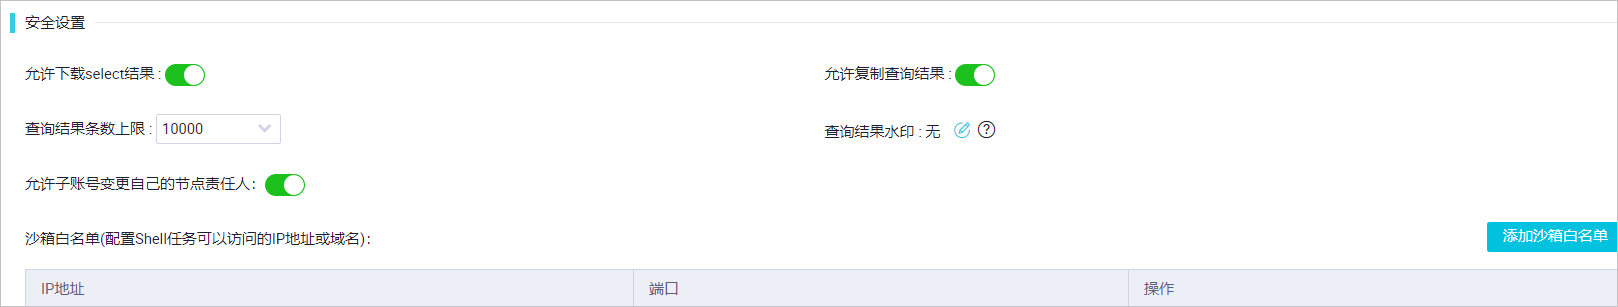 安全设置
允许下载select结果 : 允许复制查询结果 :
查询结果条数上限 : 10000 查询结果水印 : 无
允许子账号变更自己的节点责任人：
沙箱白名单(配置Shell任务可以访问的IP地址或域名)： 添加沙箱白名单
IP地址 端口 操作